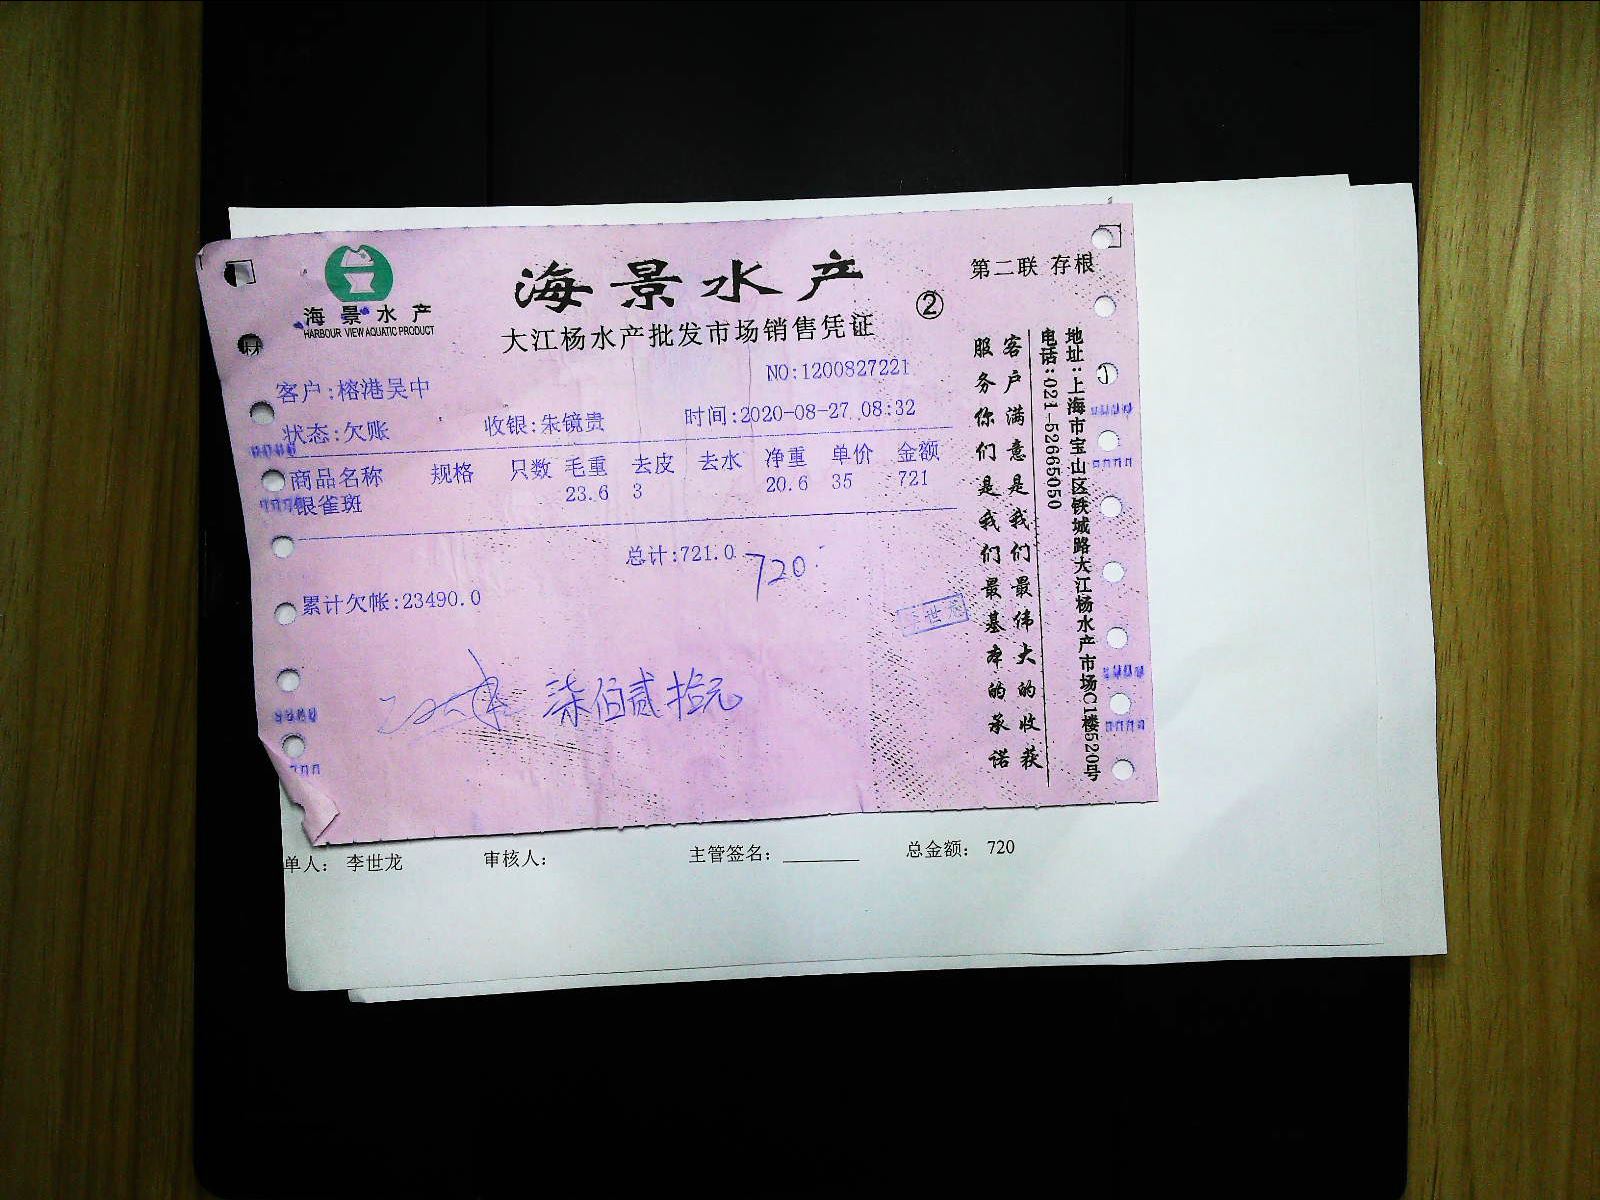 海景水产
HARBOUR VIEW AQUATIC PRODUCT
海景水产
大江杨水产批发市场销售凭证
②
第二联 存根
NO:1200827221
客户:榕港吴中
状态:欠账 收银:朱镜贵 时间:2020-08-27 08:32
商品名称 规格 只数 毛重 去皮 去水 净重 单价 金额
银雀斑 23.6 3 20.6 35 721
总计:721.0 720
累计欠帐:23490.0
柒佰贰拾元
客户满意是我们最伟大的收获
服务你们是我们最基本的承诺
地址:上海市宝山区铁城路大江杨水产市场C1楼520号
电话:021-52665050
单人: 李世龙 审核人: 主管签名: 总金额: 720